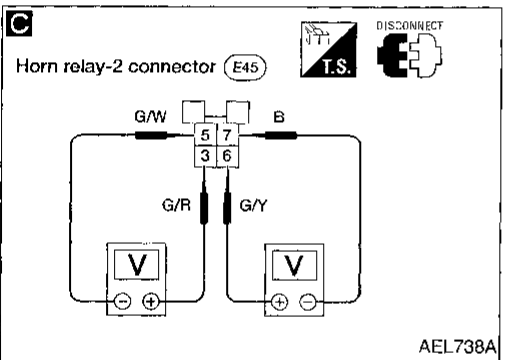 C
DISCONNECT
T.S.
Horn relay-2 connector E45
G/W B
5 7
3 6
G/R G/Y
V V
− + + −
AEL738A